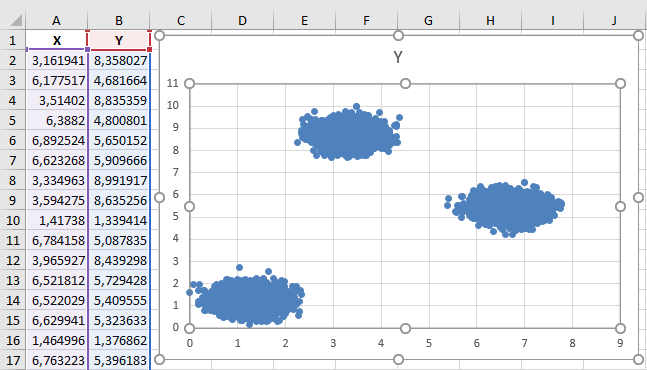 A B C D E F G H I J
1 X Y
2 3,161941 8,358027
3 6,177517 4,681664
4 3,51402 8,835359
5 6,3882 4,800801
6 6,892524 5,650152
7 6,623268 5,909666
8 3,334963 8,991917
9 3,594275 8,635256
10 1,41738 1,339414
11 6,784158 5,087835
12 3,965927 8,439298
13 6,521812 5,729428
14 6,522029 5,409555
15 6,629941 5,323633
16 1,464996 1,376862
17 6,763223 5,396183
Y
11
10
9
8
7
6
5
4
3
2
1
0
0 1 2 3 4 5 6 7 8 9